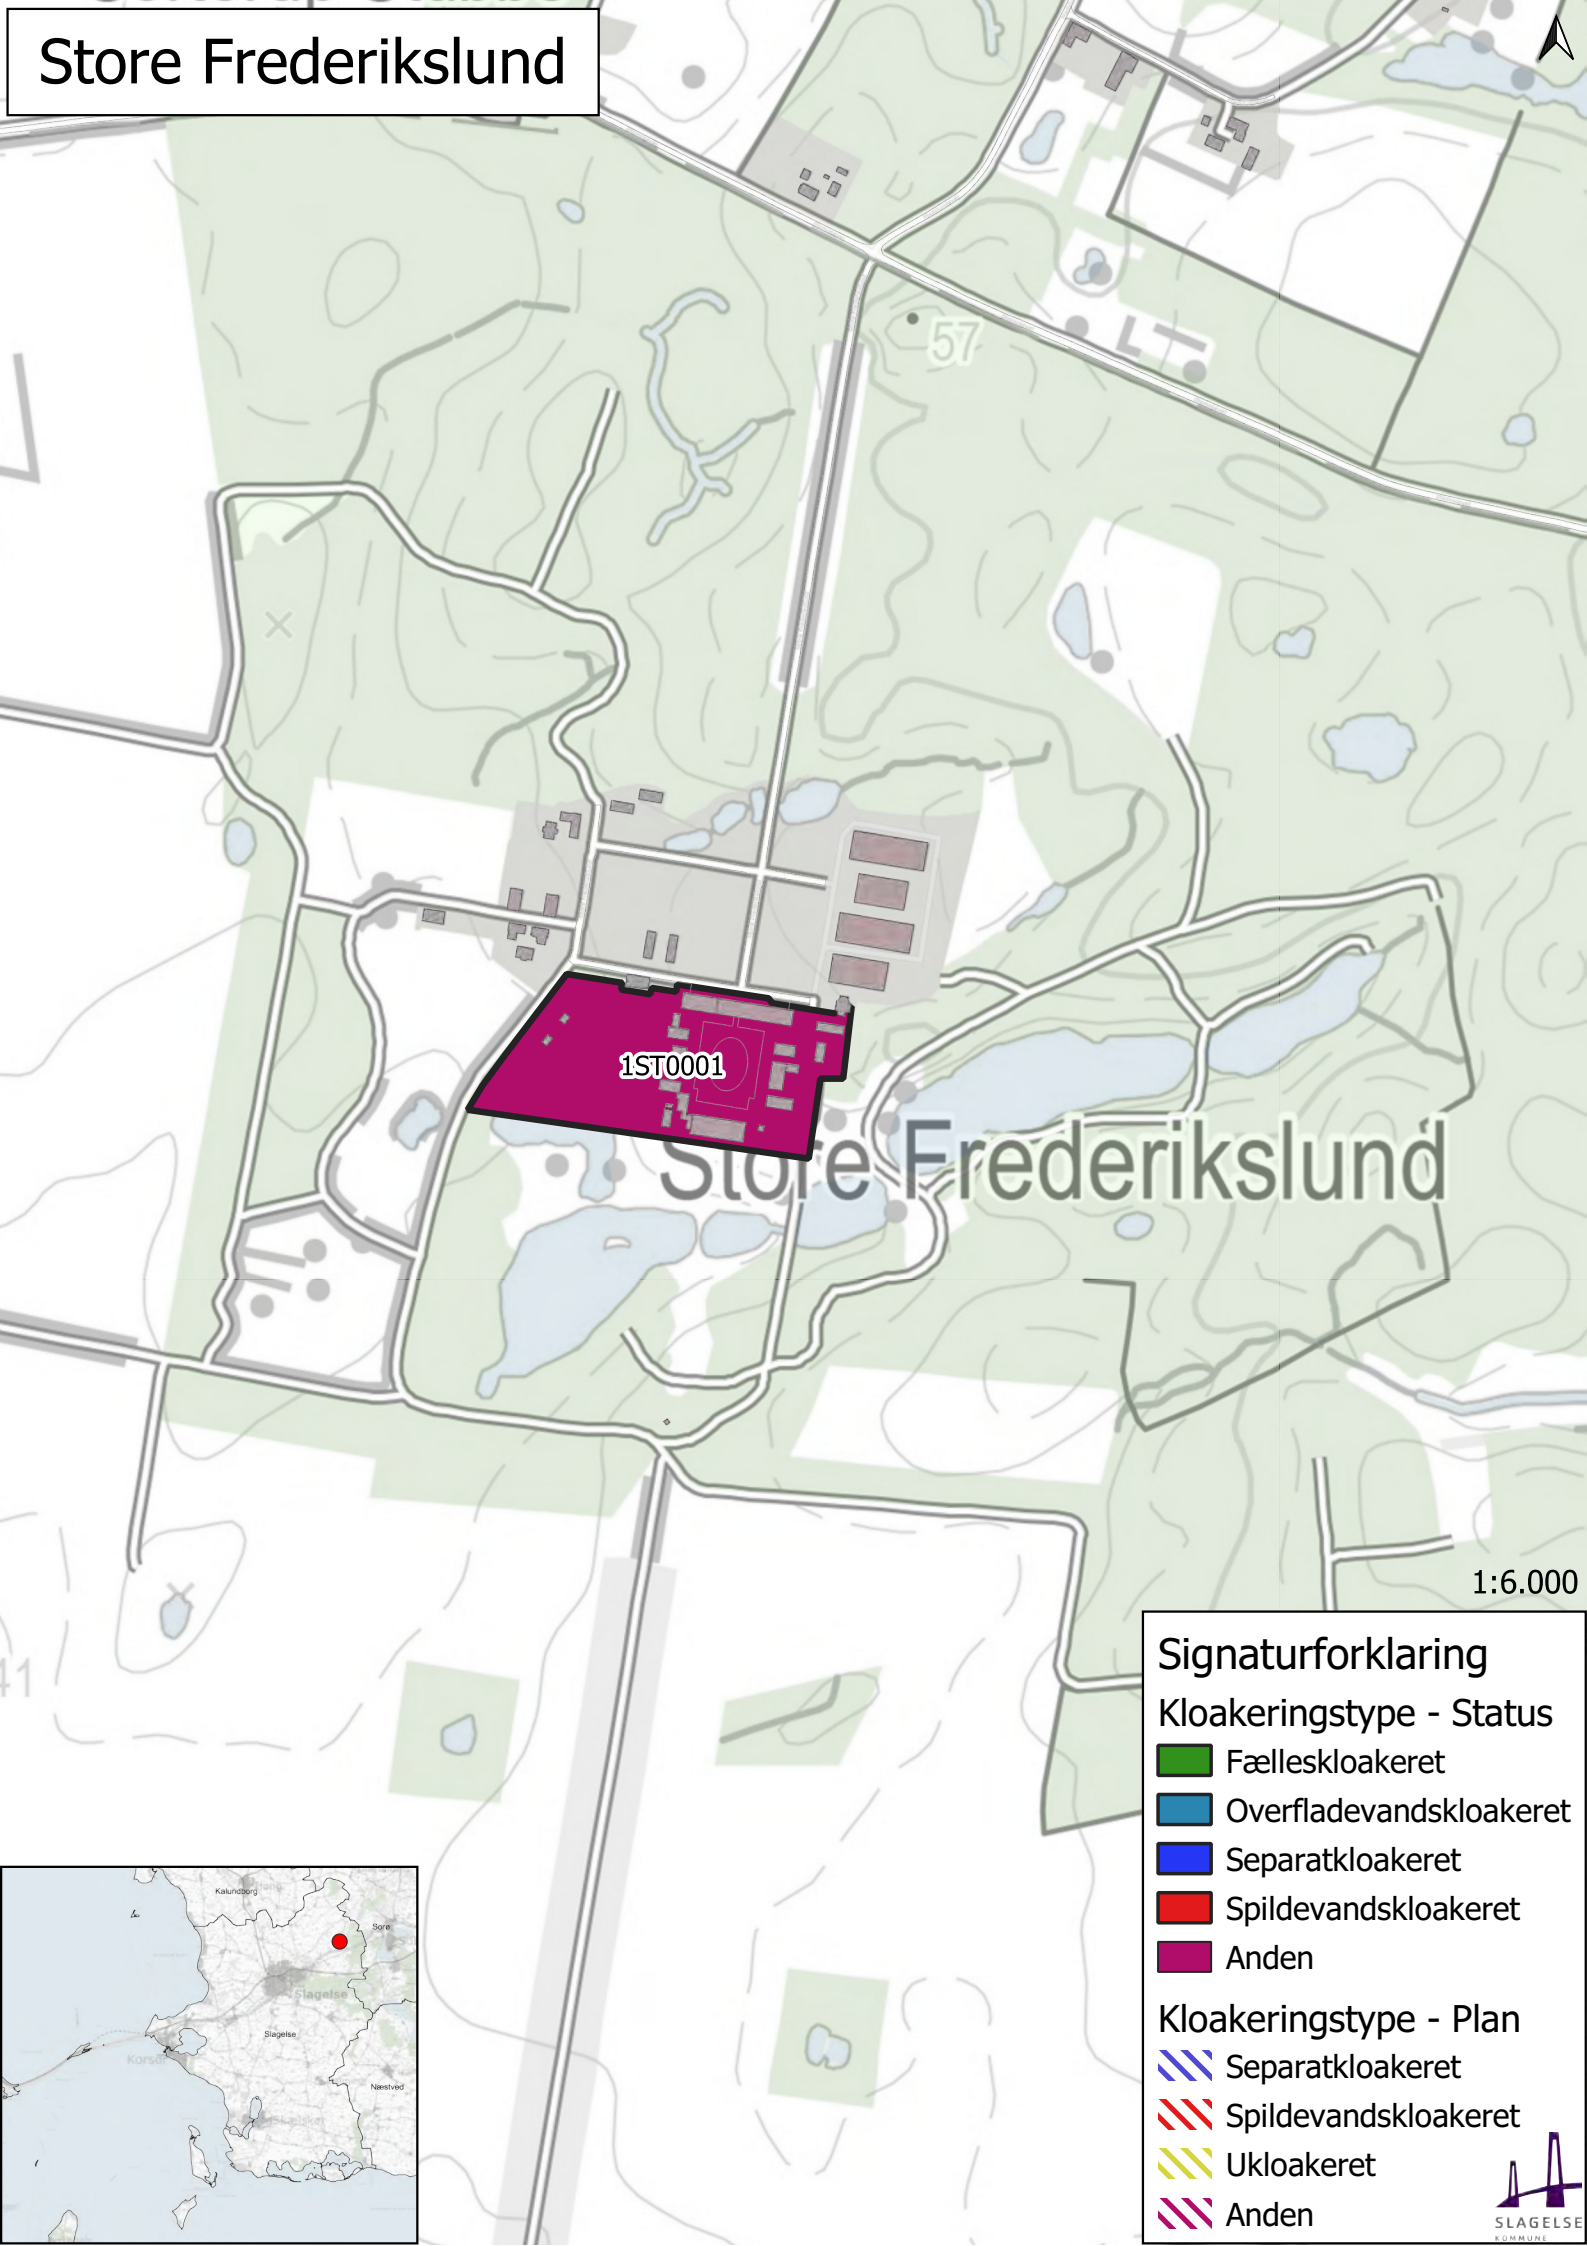 Store Frederikslund
57
1ST0001
Store Frederikslund
41
1:6.000
Signaturforklaring
Kloakeringstype - Status
Fælleskloakeret
Overfladevandskloakeret
Separatkloakeret
Spildevandskloakeret
Anden
Kloakeringstype - Plan
Separatkloakeret
Spildevandskloakeret
Ukloakeret
Anden
SLAGELSE
KOMMUNE
Kalundborg
Sorø
Slagelse
Slagelse
Korsør
Næstved